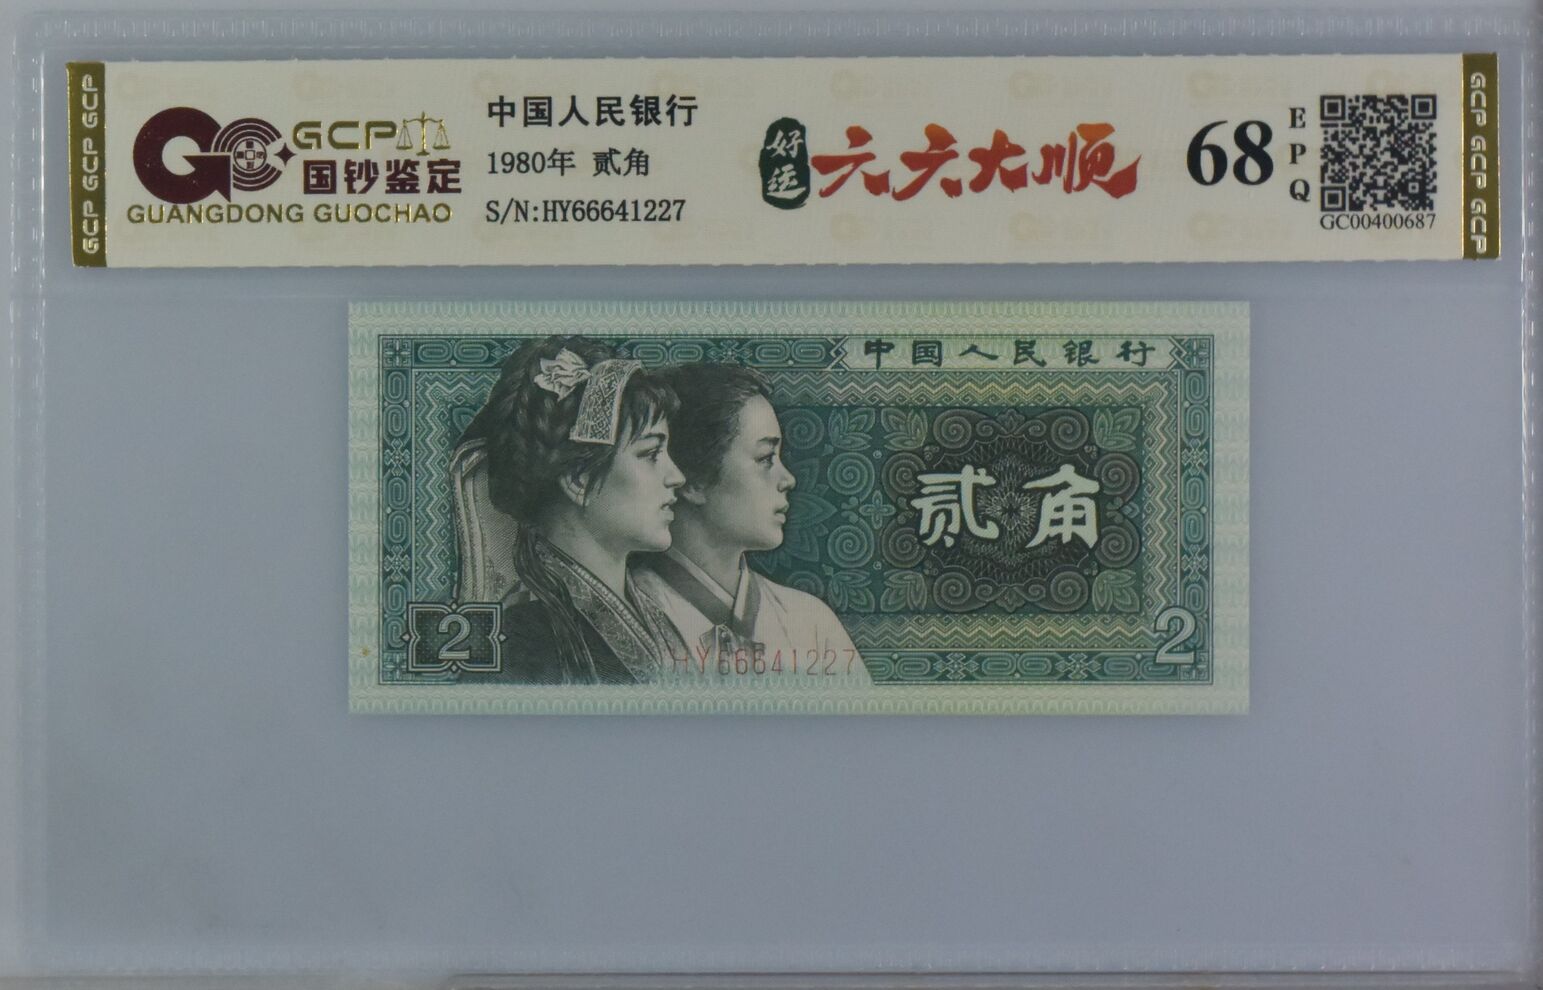 GCP GCP GCP
GCP
国钞鉴定
GUANGDONG GUOCHAO
中国人民银行
1980年 贰角
S/N:HY66641227
好运
六六大顺
68
EPQ
GC00400687
GCP GCP GCP
中国人民银行
贰角
2
2
HY66641227